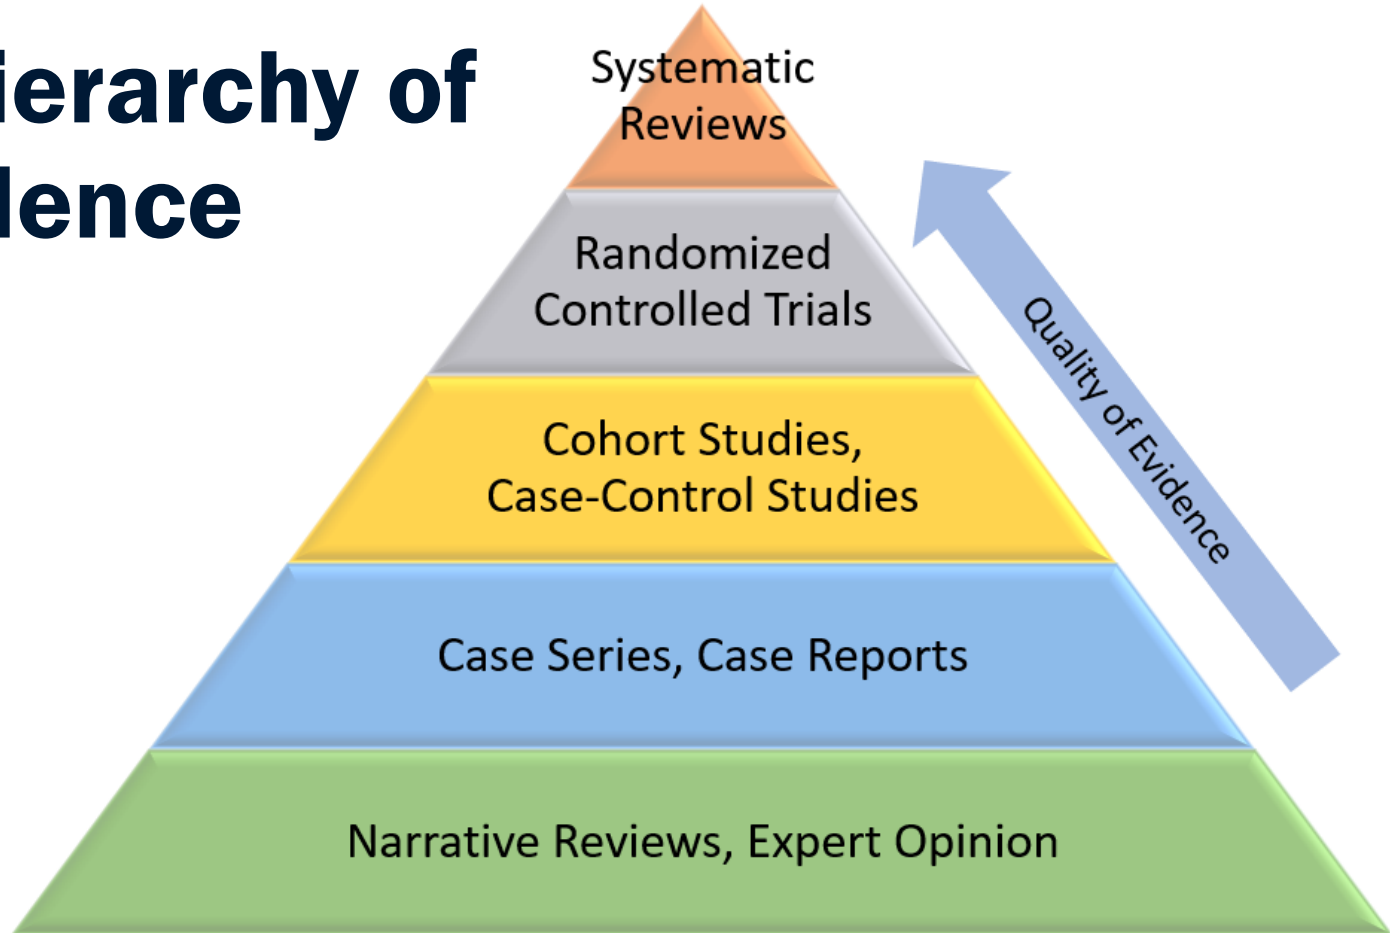 ierarchy of
lence
Systematic
Reviews
Randomized
Controlled Trials
Quality of Evidence
Cohort Studies,
Case-Control Studies
Case Series, Case Reports
Narrative Reviews, Expert Opinion